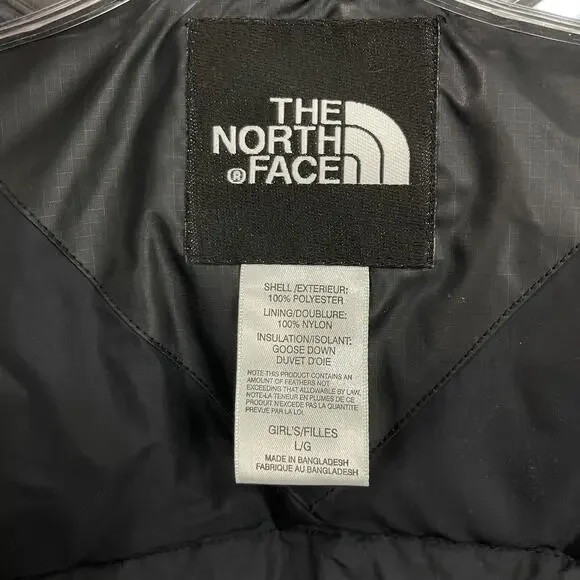 THE
NORTH
®FACE
SHELL /EXTERIEUR:
100% POLYESTER
LINING/DOUBLURE:
100% NYLON
INSULATION/ISOLANT:
GOOSE DOWN
DUVET D'OIE
NOTE-THIS PRODUCT CONTAINS AN
AMOUNT OF FEATHERS NOT
EXCEEDING THAT ALLOWABLE BY LAW.
NOTE-LA TENEUR EN PLUMES DE CE
PRODUIT N'EXCEDE PAS LA QUANTITE
PREVUE PAR LA LOI.
GIRL'S/FILLES
L/G
MADE IN BANGLADESH
FABRIQUE AU BANGLADESH